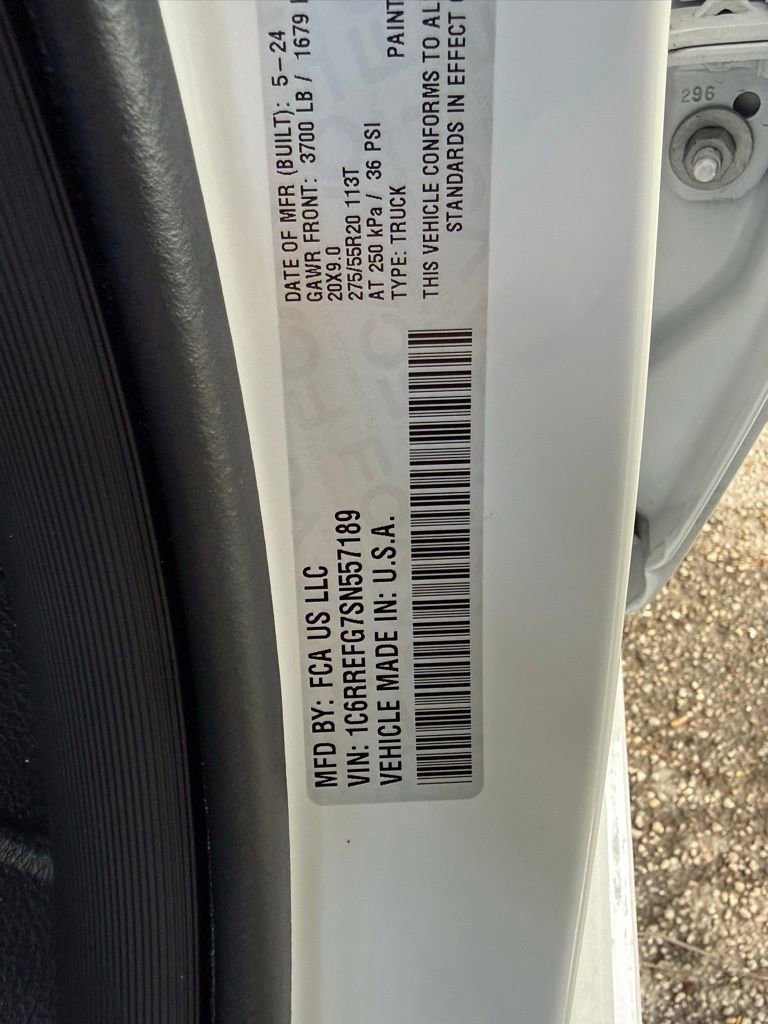 MFD BY: FCA US LLC
DATE OF MFR (BUILT): 5-24
GAWR FRONT: 3700 LB / 1679
20X9.0
275/55R20 113T
AT 250 kPa / 36 PSI
VIN: 1C6RREFG7SN557189
TYPE: TRUCK
PAINT
VEHICLE MADE IN: U.S.A.
THIS VEHICLE CONFORMS TO AL
STANDARDS IN EFFECT
296